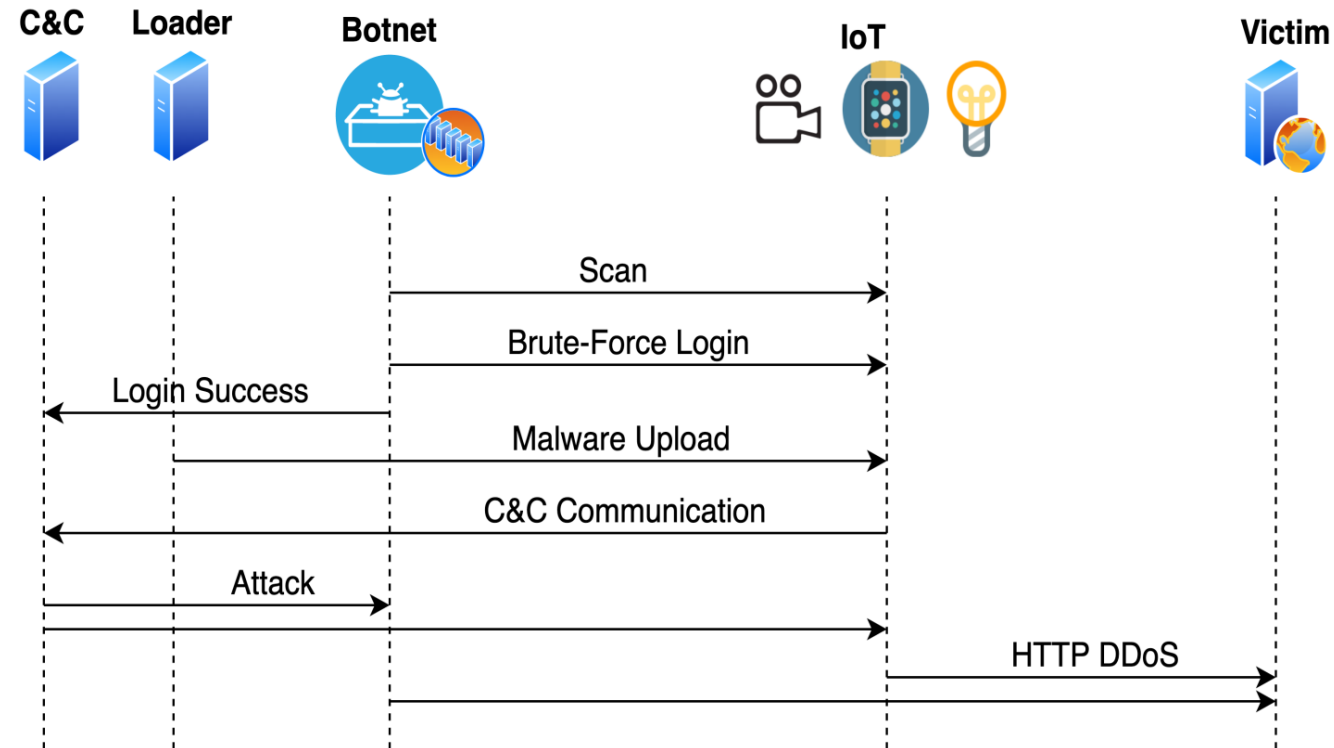 C&C
Loader
Botnet
IoT
Victim
Scan
Brute-Force Login
Login Success
Malware Upload
C&C Communication
Attack
HTTP DDoS